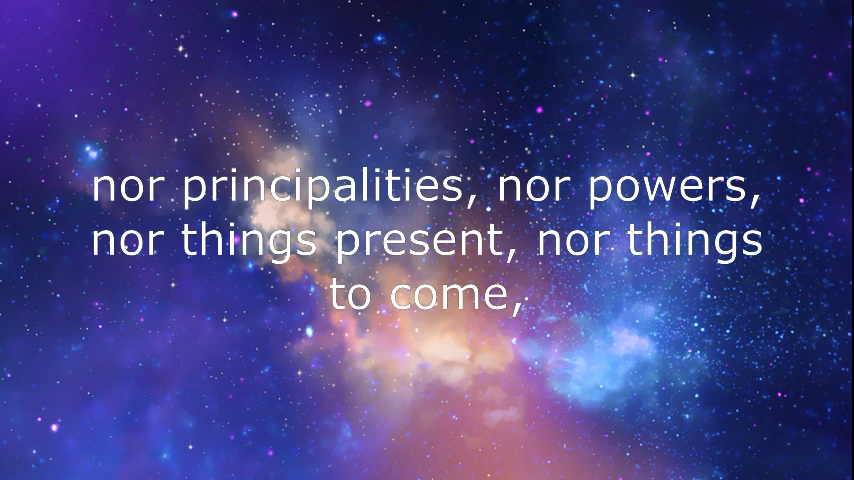 nor principalities, nor powers,
nor things present, nor things
to come,